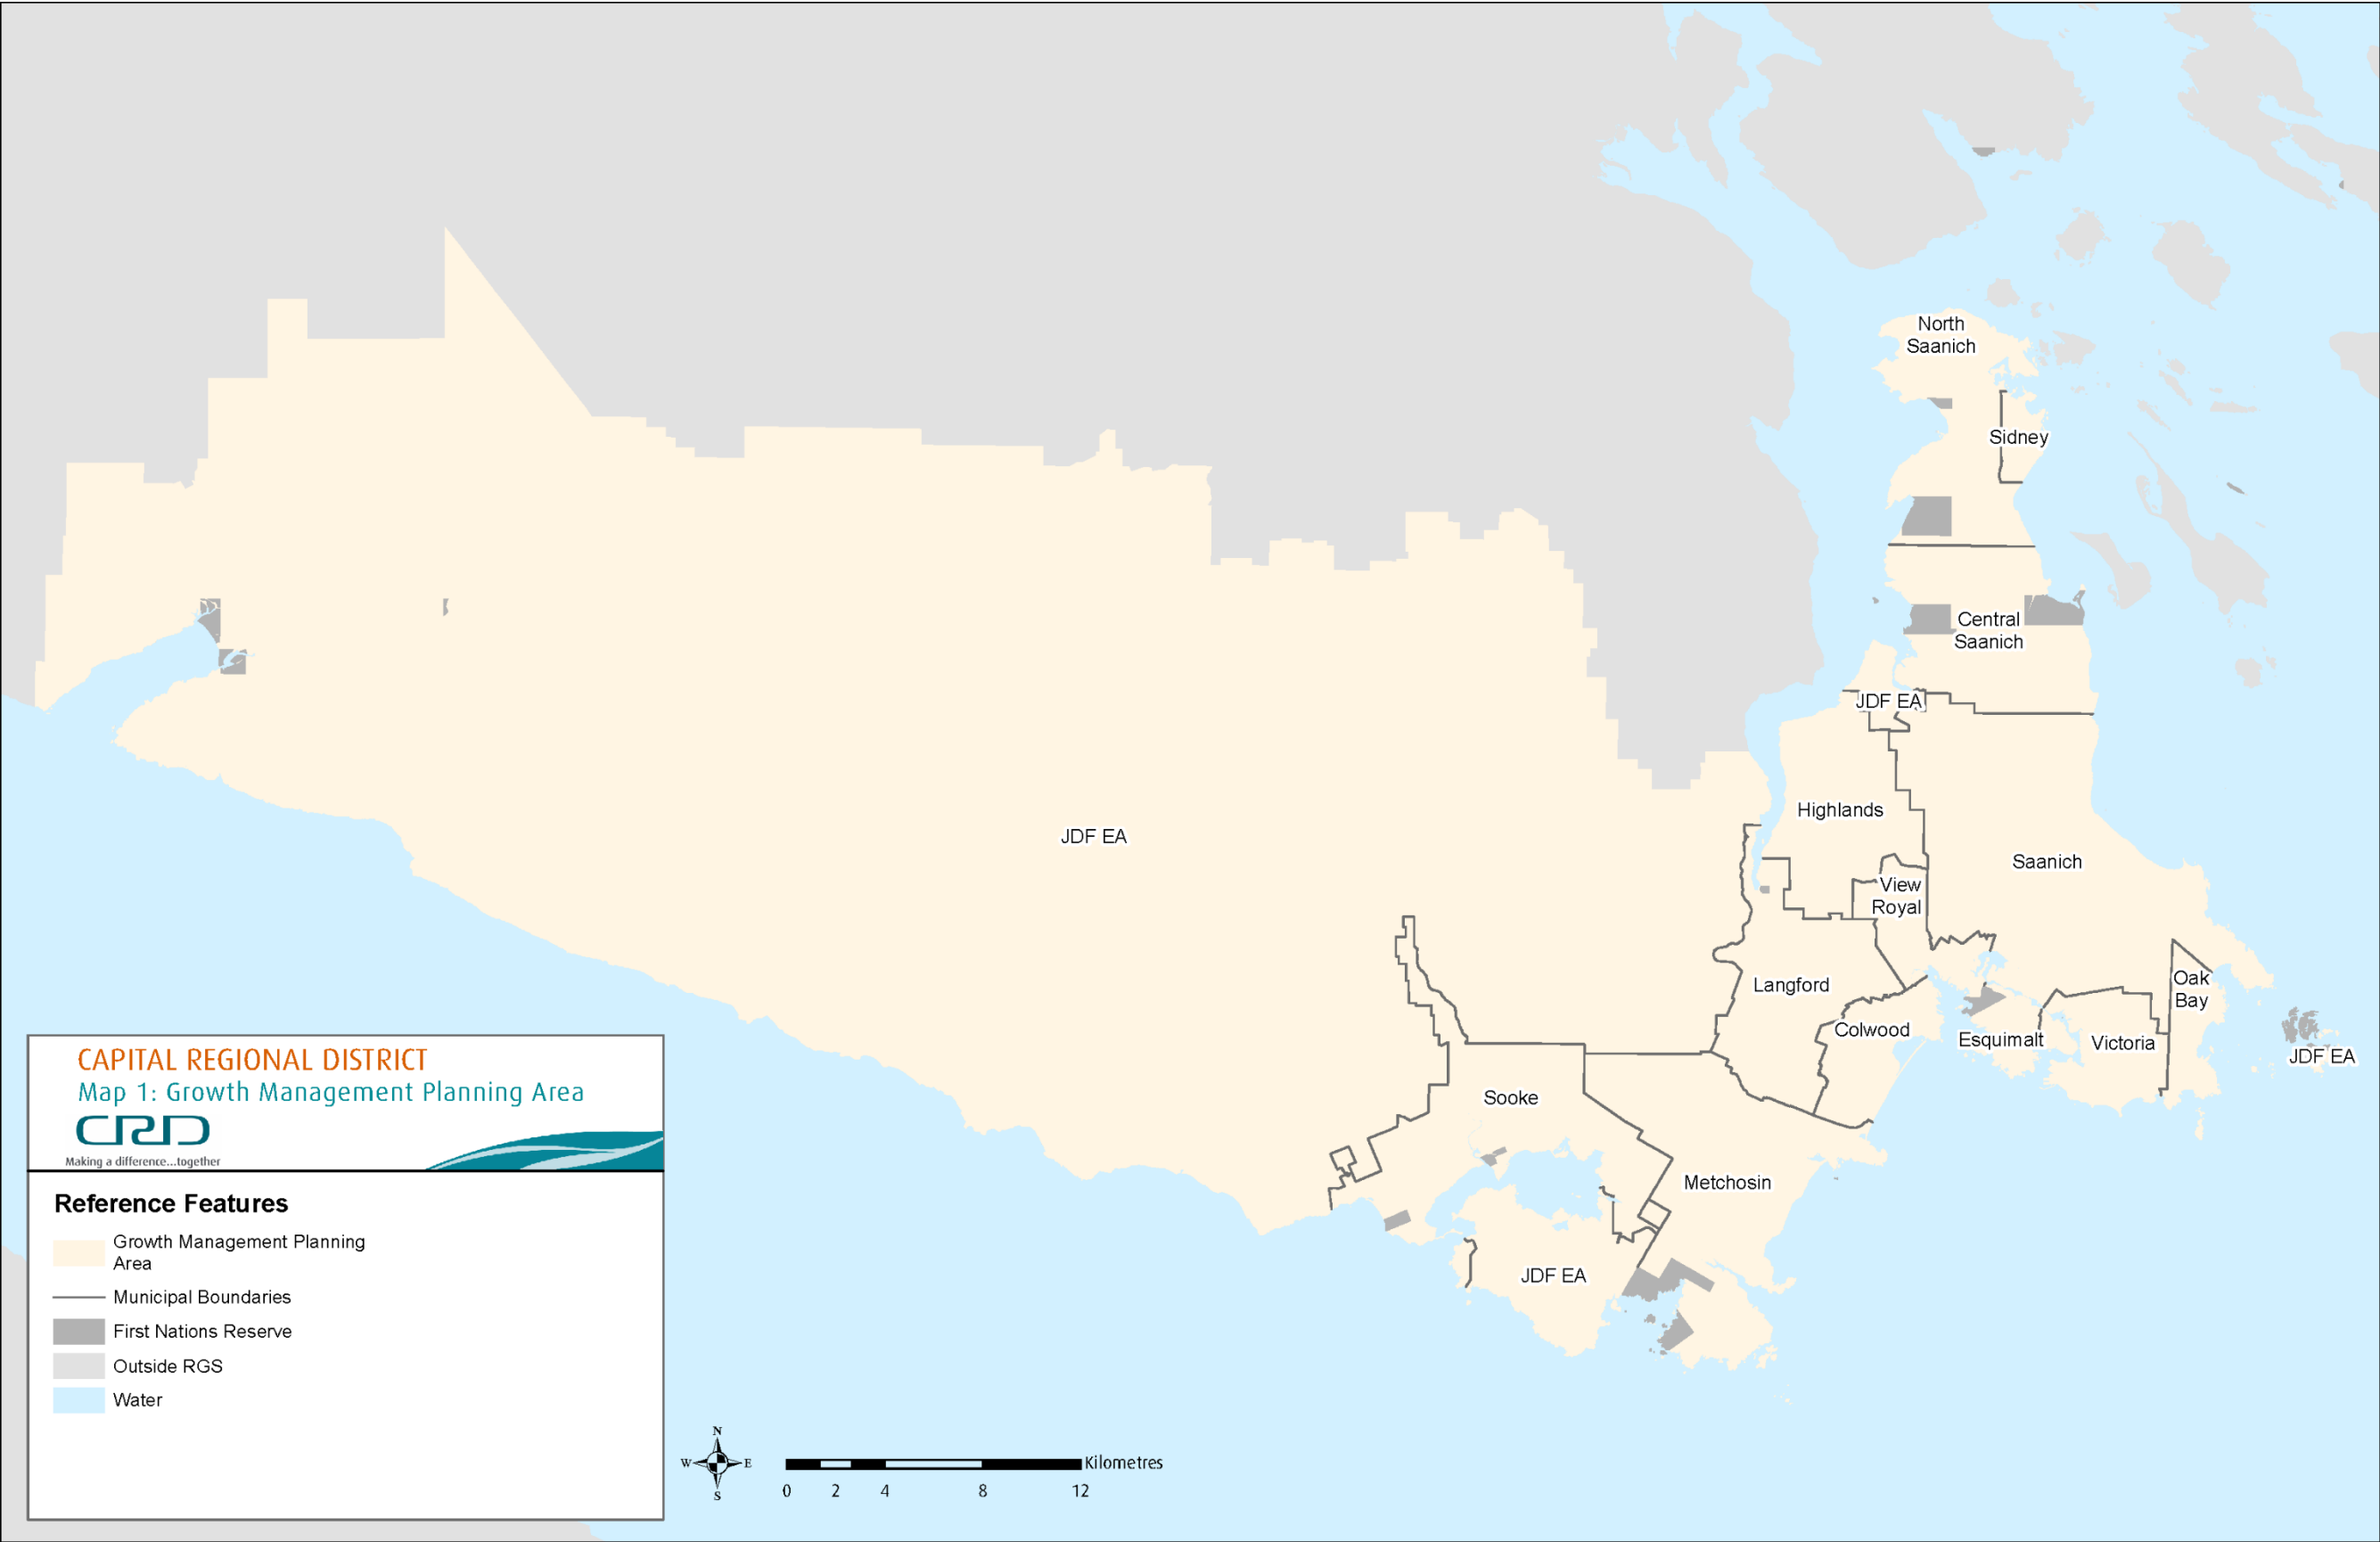 North
Saanich
Sidney
Central
Saanich
JDF EA
Highlands
JDF EA
Saanich
View
Royal
Langford
Oak
Bay
Colwood
Esquimalt
Victoria
JDF EA
Sooke
Metchosin
JDF EA
CAPITAL REGIONAL DISTRICT
Map 1: Growth Management Planning Area
CRD
Making a difference...together
Reference Features
Growth Management Planning
Area
Municipal Boundaries
First Nations Reserve
Outside RGS
Water
N
W E
S
Kilometres
0 2 4 8 12